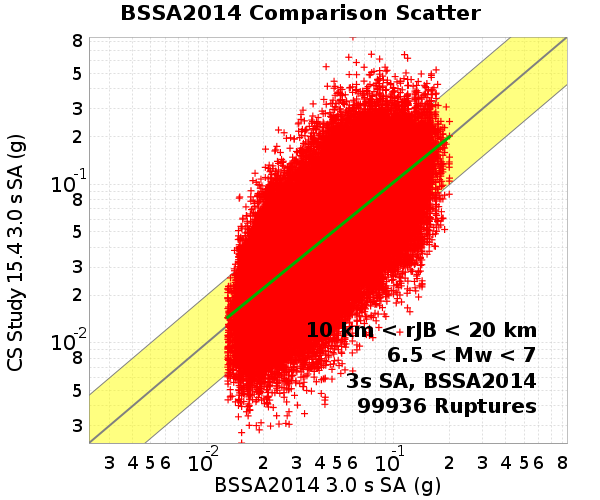 BSSA2014 Comparison Scatter
8
5
3
2
10-1
8
5
3
2
10-2
8
5
3
CS Study 15.4 3.0 s SA (g)
10 km < rJB < 20 km
6.5 < Mw < 7
3s SA, BSSA2014
99936 Ruptures
3 4 5 6 10-2 2 3 4 5 6 10-1 2 3 4 5 6 8
BSSA2014 3.0 s SA (g)